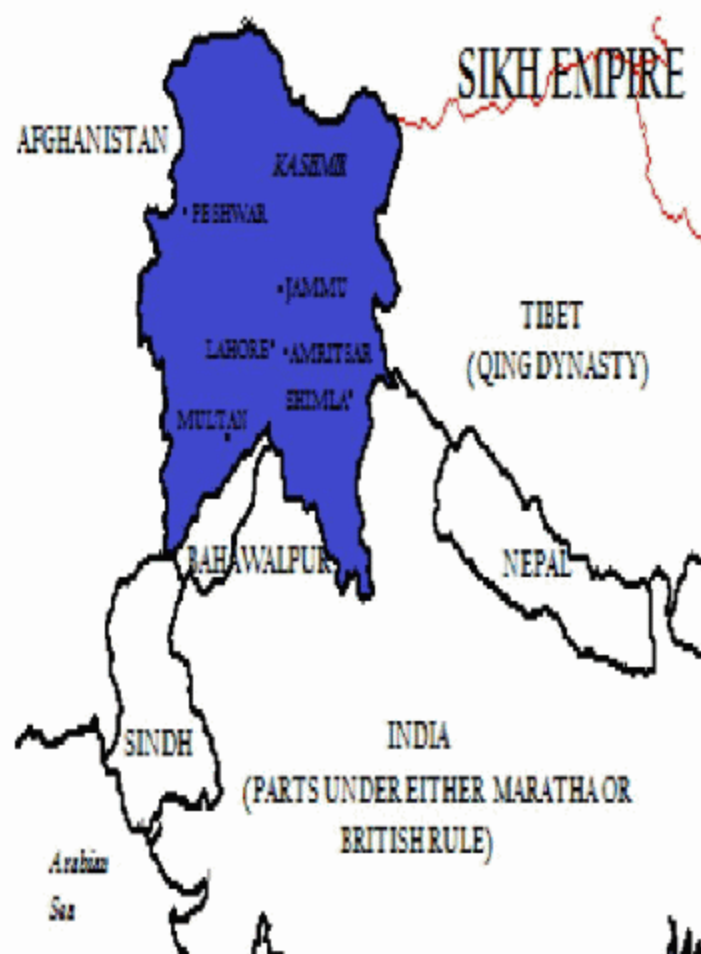 SIKH EMPIRE
AFGHANISTAN
KASHMIR
PESHWAR
JAMMU
TIBET
(QING DYNASTY)
LAHORE
AMRITSAR
SHIMLA
MULTAN
BAHAWALPUR
NEPAL
SINDH
INDIA
(PARTS UNDER EITHER MARATHA OR
BRITISH RULE)
Arabian
Sea